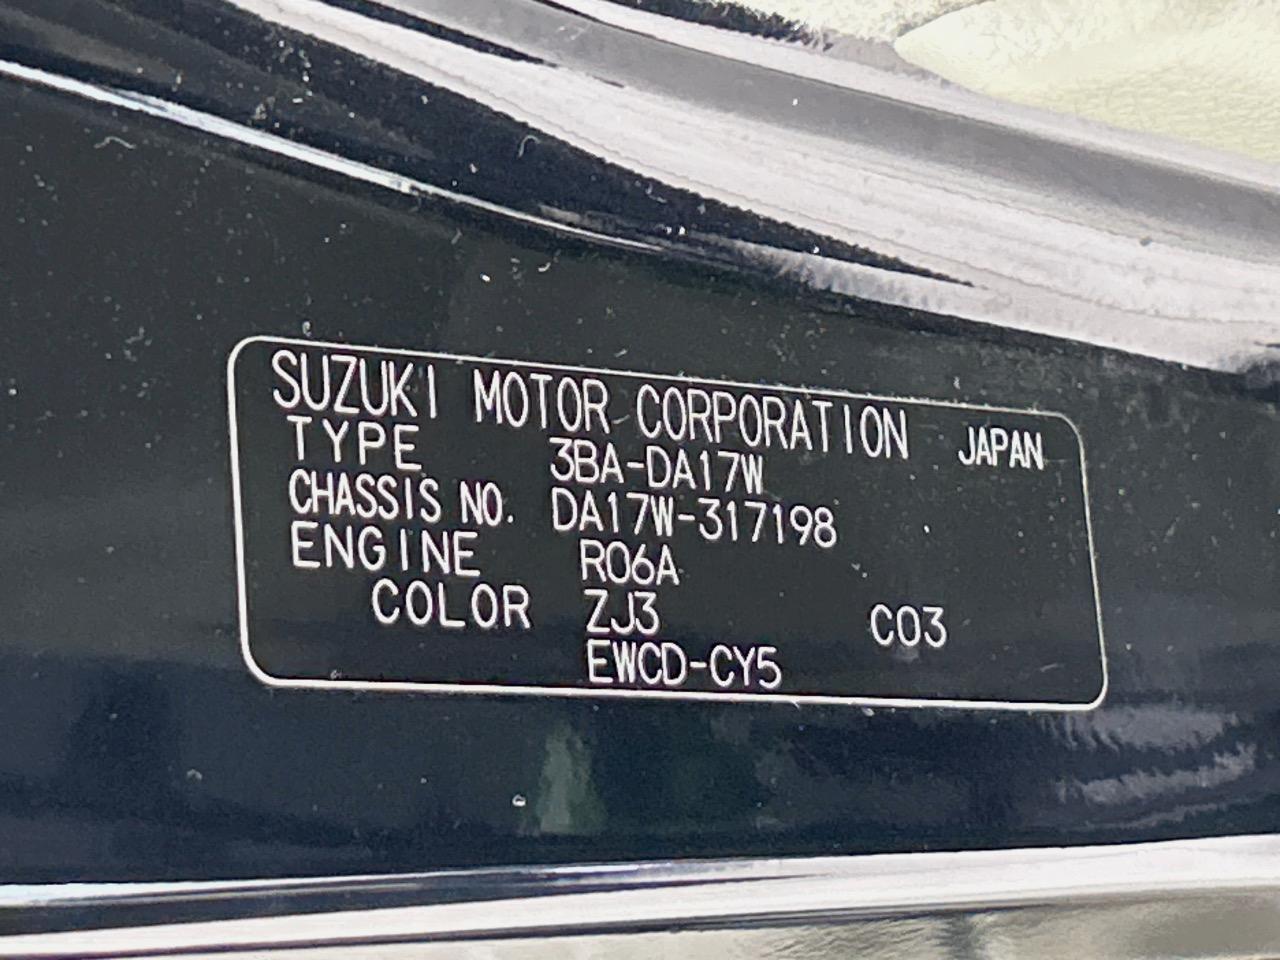 SUZUKI MOTOR CORPORATION JAPAN
TYPE 3BA-DA17W
CHASSIS NO. DA17W-317198
ENGINE R06A
COLOR ZJ3 C03
EWCD-CY5